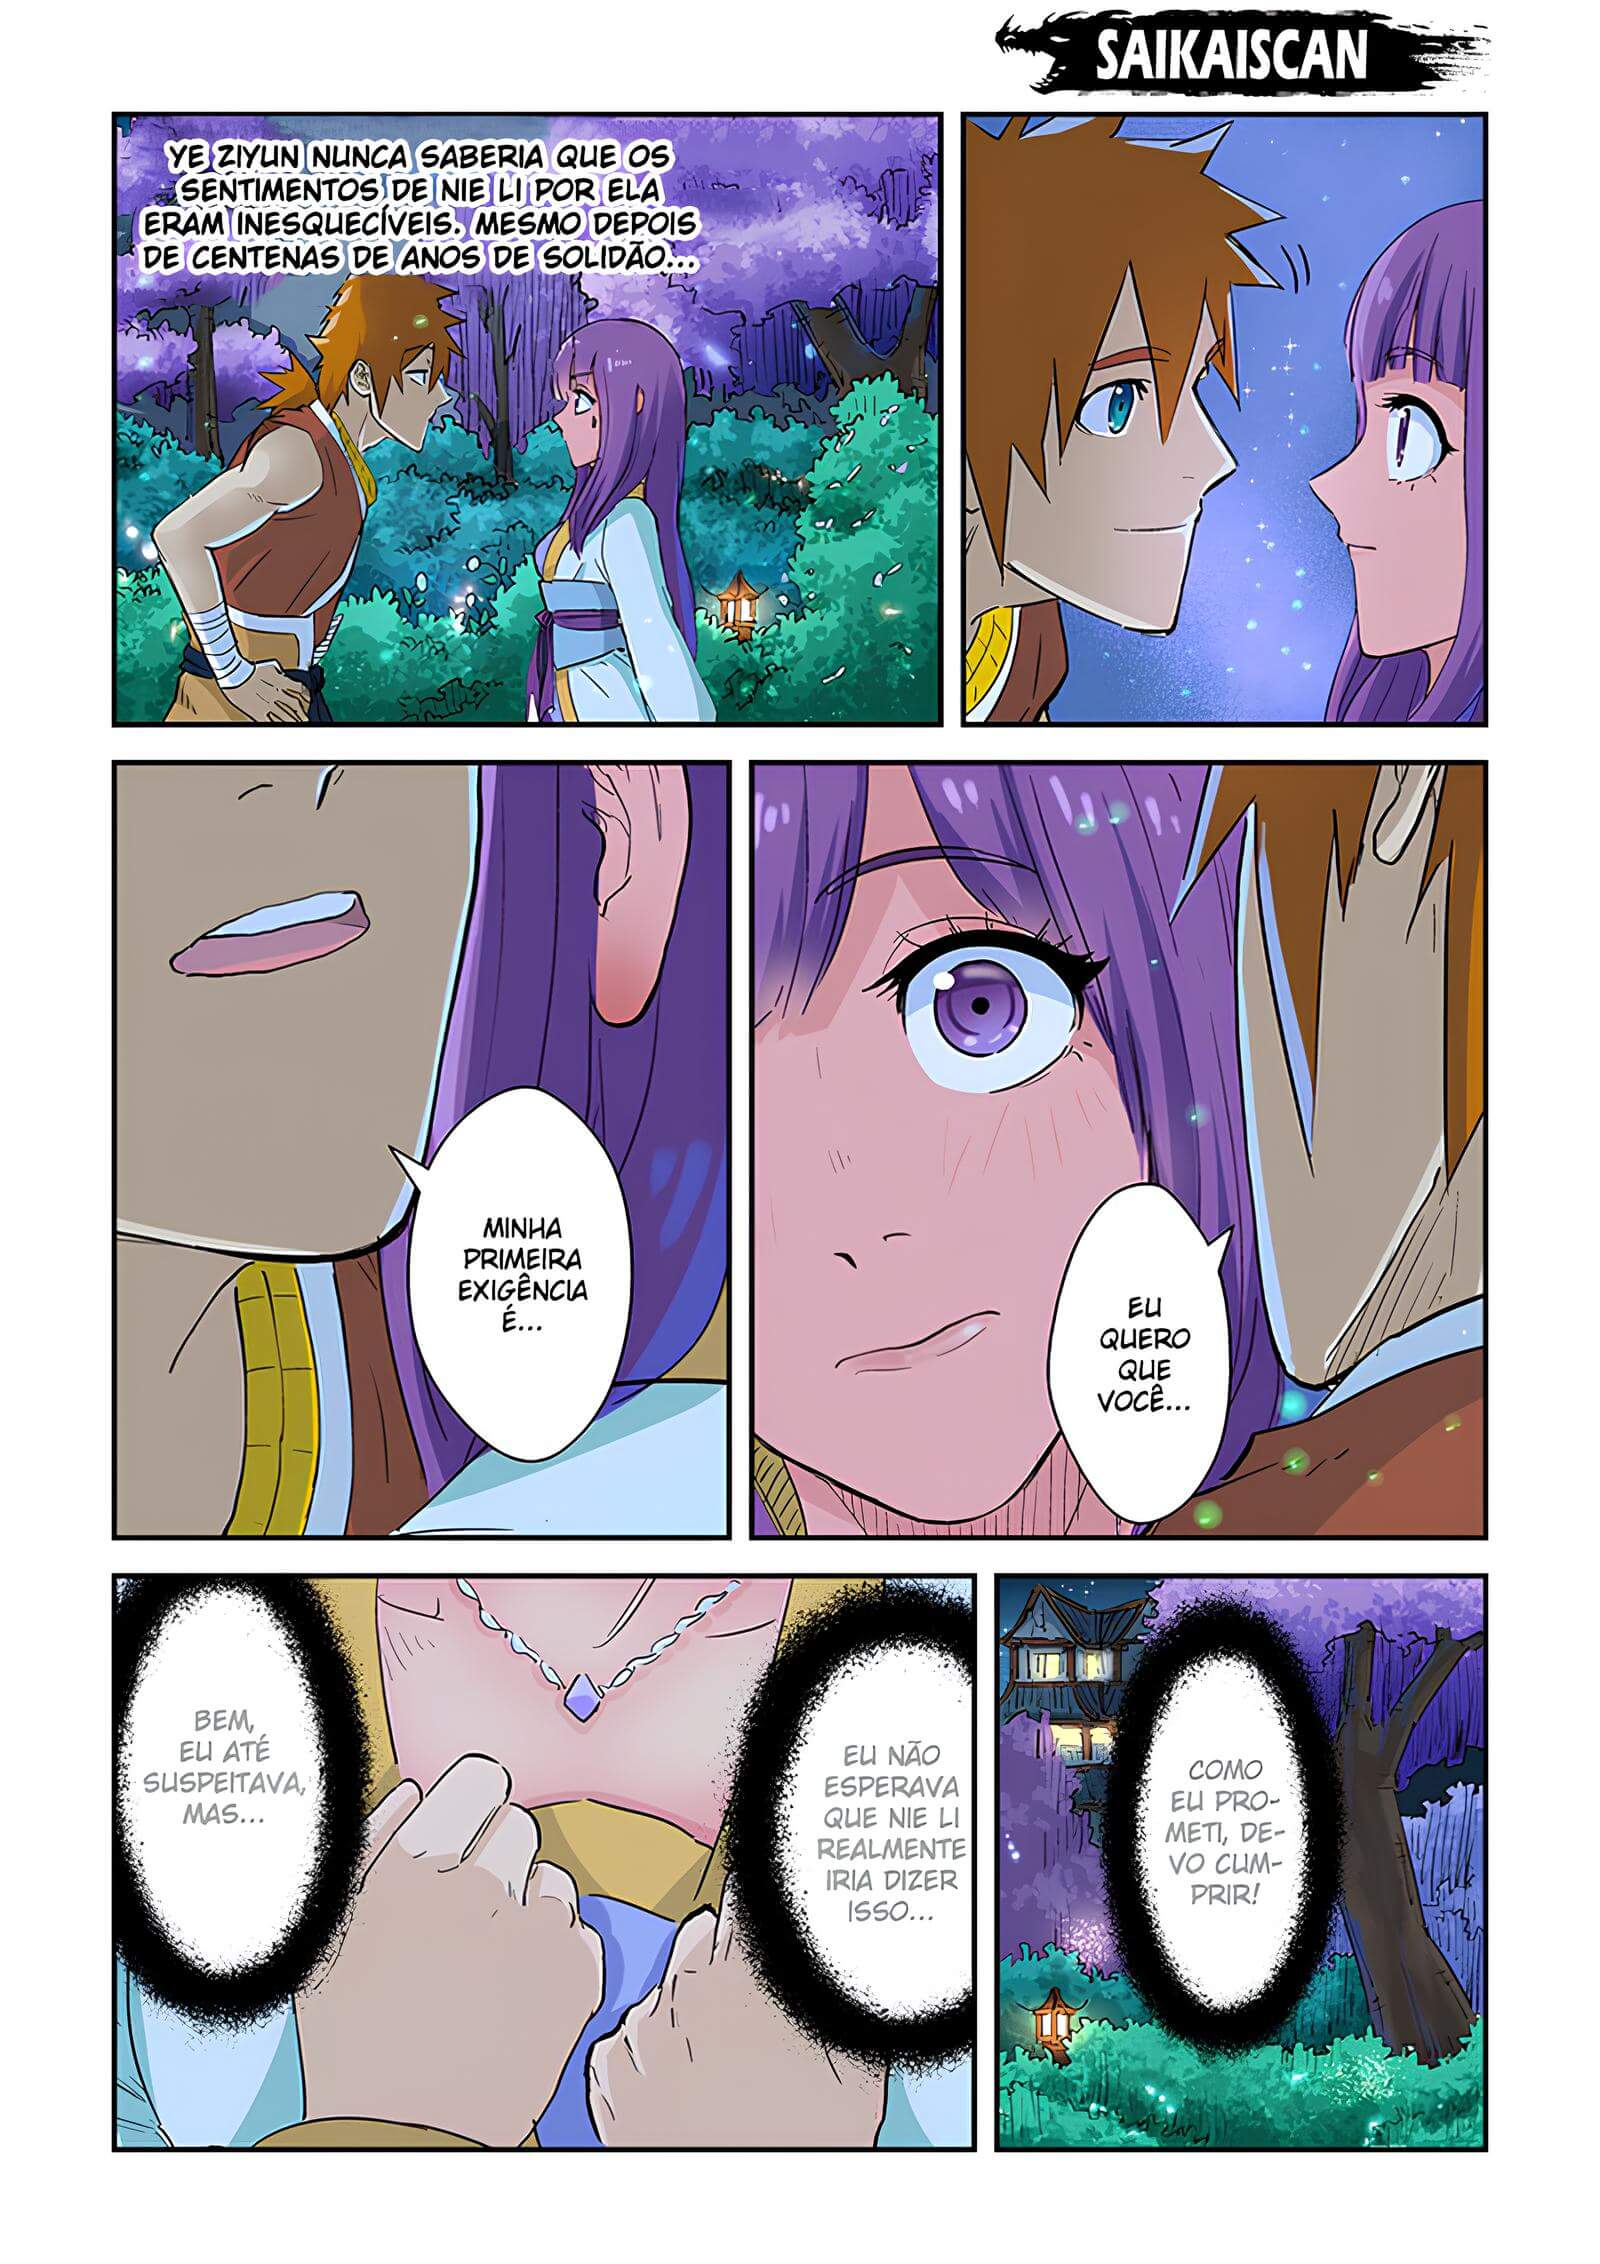 SAIKAISCAN
YE ZIYUN NUNCA SABERIA QUE OS
SENTIMENTOS DE NIE LI POR ELA
ERAM INESQUECÍVEIS. MESMO DEPOIS
DE CENTENAS DE ANOS DE SOLIDÃO...
MINHA
PRIMEIRA
EXIGÊNCIA
É...
EU
QUERO
QUE
VOCÊ...
BEM,
EU ATÉ
SUSPEITAVA,
MAS...
EU NÃO
ESPERAVA
QUE NIE LI
REALMENTE
IRIA DIZER
ISSO...
COMO
EU PRO-
METI, DE-
VO CUM-
PRIR!